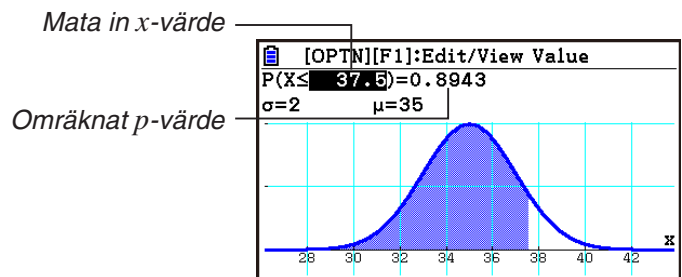 Mata in x-värde
[OPTN][F1]:Edit/View Value
P(X≤ 37.5)=0.8943
σ=2 μ=35
Omräknat p-värde
x
28 30 32 34 36 38 40 42